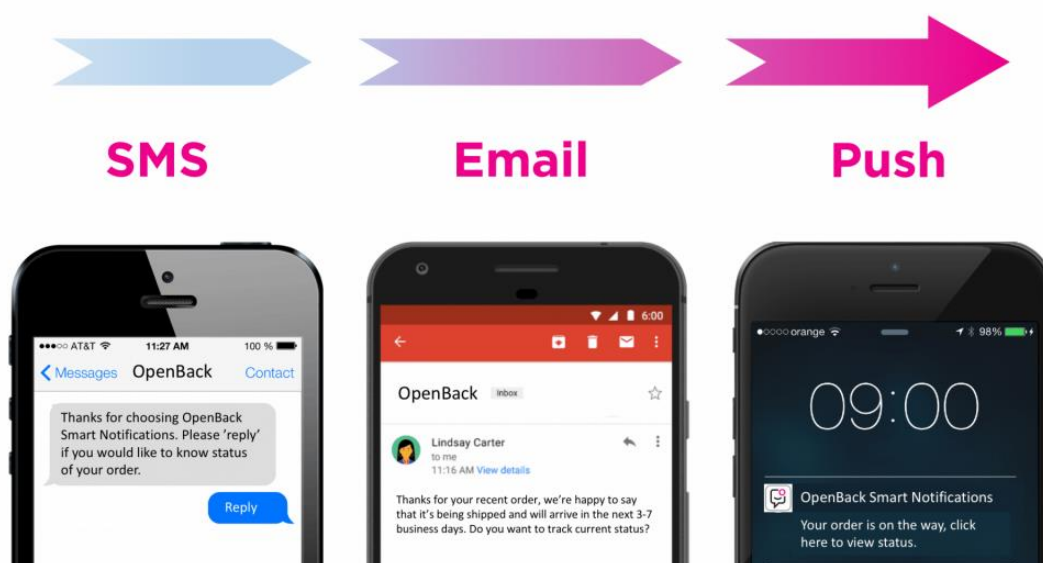 SMS
Email
Push
●●●○○ AT&T 11:27 AM 100 %
Messages OpenBack Contact
Thanks for choosing OpenBack
Smart Notifications. Please ‘reply’
if you would like to know status
of your order.
Reply
6:00
OpenBack Inbox
Lindsay Carter
to me
11:16 AM View details
Thanks for your recent order, we’re happy to say
that it’s being shipped and will arrive in the next 3-7
business days. Do you want to track current status?
●○○○○ orange 98%
09:00
OpenBack Smart Notifications
Your order is on the way, click
here to view status.